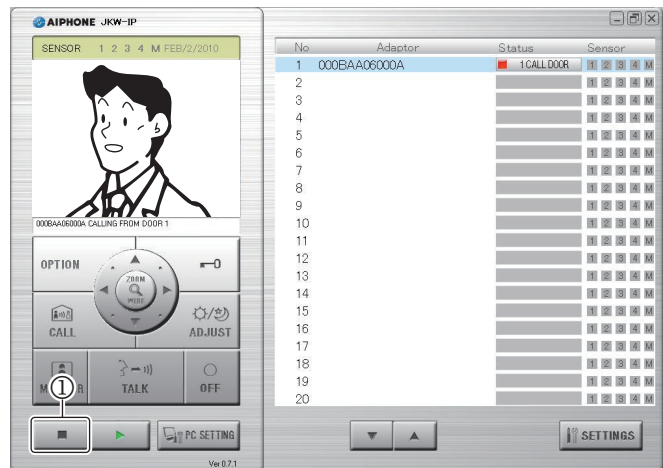 AIPHONE JKW-IP
SENSOR 1 2 3 4 M FEB/2/2010
000BAA06000A CALLING FROM DOOR 1
OPTION
ZOOM
WIDE
CALL
ADJUST
TALK
OFF
①
PC SETTING
Ver 0.7.1
No Adaptor Status Sensor
1 000BAA06000A 1 CALL DOOR 1 2 3 4 M
2 1 2 3 4 M
3 1 2 3 4 M
4 1 2 3 4 M
5 1 2 3 4 M
6 1 2 3 4 M
7 1 2 3 4 M
8 1 2 3 4 M
9 1 2 3 4 M
10 1 2 3 4 M
11 1 2 3 4 M
12 1 2 3 4 M
13 1 2 3 4 M
14 1 2 3 4 M
15 1 2 3 4 M
16 1 2 3 4 M
17 1 2 3 4 M
18 1 2 3 4 M
19 1 2 3 4 M
20 1 2 3 4 M
SETTINGS